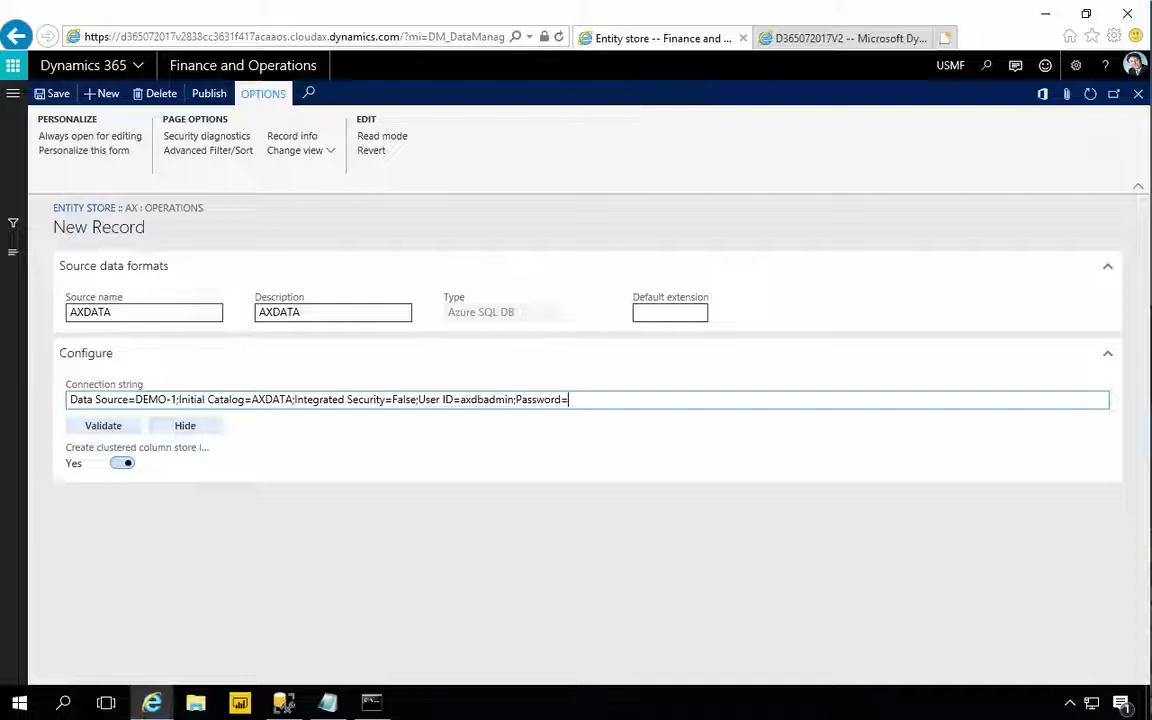 https://d365072017v2838cc3631f417acaaos.cloudax.dynamics.com/?mi=DM_DataManag
Entity store -- Finance and ...
D365072017V2 -- Microsoft Dy...
Dynamics 365
Finance and Operations
USMF
Save
New
Delete
Publish
OPTIONS
PERSONALIZE
PAGE OPTIONS
EDIT
Always open for editing
Security diagnostics
Record info
Read mode
Personalize this form
Advanced Filter/Sort
Change view
Revert
ENTITY STORE :: AX : OPERATIONS
New Record
Source data formats
Source name
Description
Type
Default extension
AXDATA
AXDATA
Azure SQL DB
Configure
Connection string
Data Source=DEMO-1;Initial Catalog=AXDATA;Integrated Security=False;User ID=axdbadmin;Password=
Validate
Hide
Create clustered column store i...
Yes
1